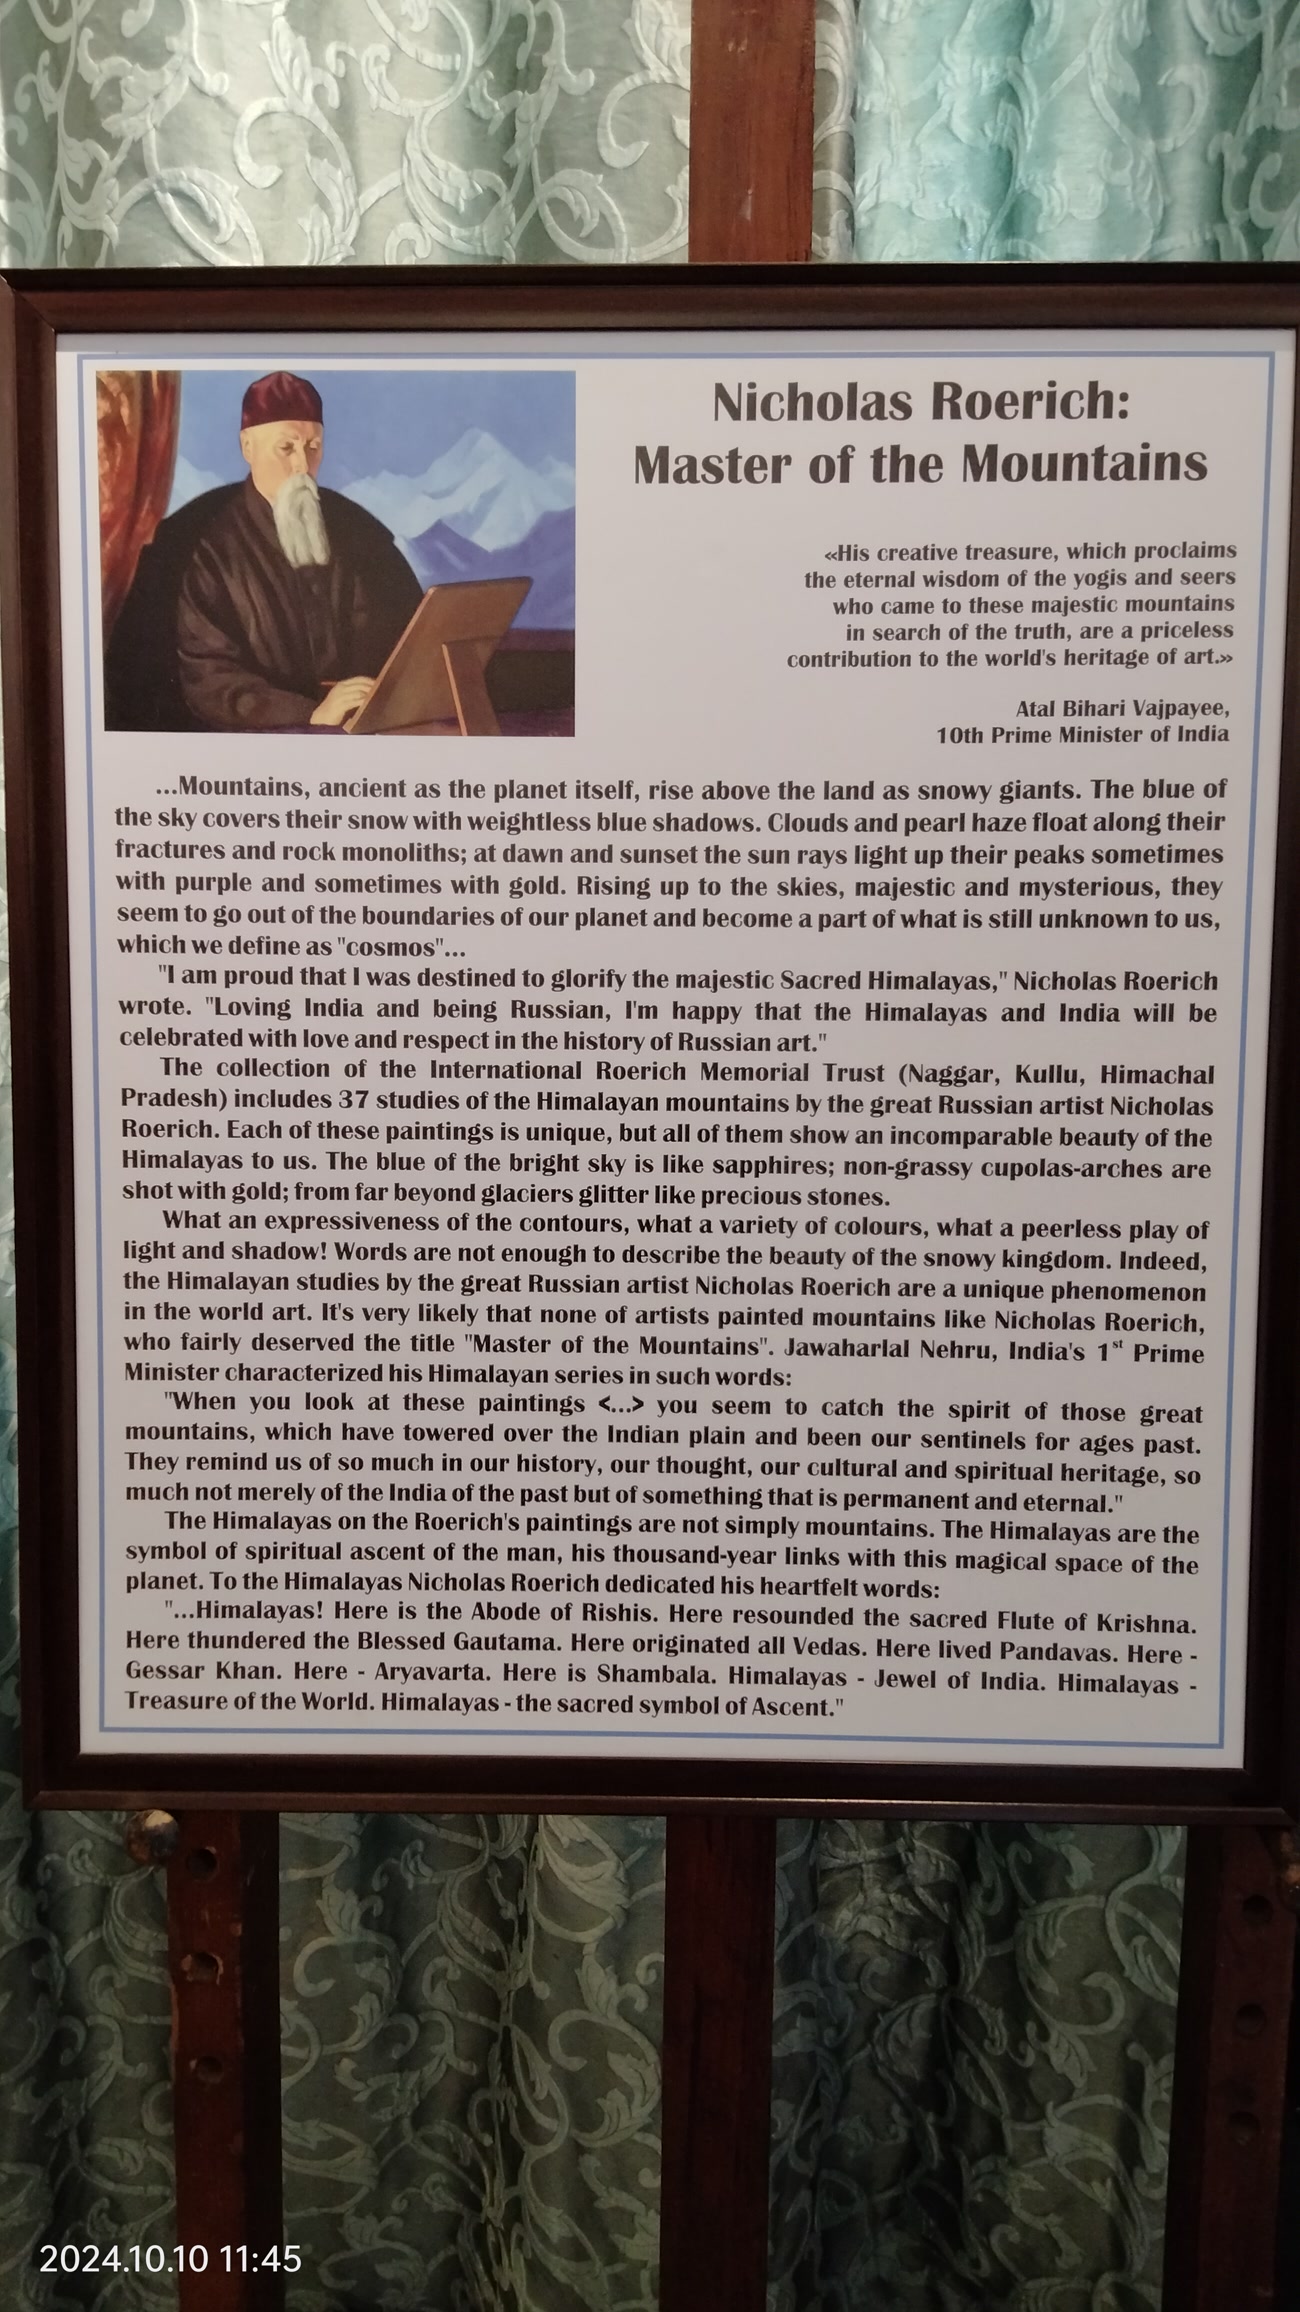 Nicholas Roerich:
Master of the Mountains
«His creative treasure, which proclaims
the eternal wisdom of the yogis and seers
who came to these majestic mountains
in search of the truth, are a priceless
contribution to the world's heritage of art.»
Atal Bihari Vajpayee,
10th Prime Minister of India
...Mountains, ancient as the planet itself, rise above the land as snowy giants. The blue of
the sky covers their snow with weightless blue shadows. Clouds and pearl haze float along their
fractures and rock monoliths; at dawn and sunset the sun rays light up their peaks sometimes
with purple and sometimes with gold. Rising up to the skies, majestic and mysterious, they
seem to go out of the boundaries of our planet and become a part of what is still unknown to us,
which we define as "cosmos"...
"I am proud that I was destined to glorify the majestic Sacred Himalayas," Nicholas Roerich
wrote. "Loving India and being Russian, I'm happy that the Himalayas and India will be
celebrated with love and respect in the history of Russian art."
The collection of the International Roerich Memorial Trust (Naggar, Kullu, Himachal
Pradesh) includes 37 studies of the Himalayan mountains by the great Russian artist Nicholas
Roerich. Each of these paintings is unique, but all of them show an incomparable beauty of the
Himalayas to us. The blue of the bright sky is like sapphires; non-grassy cupolas-arches are
shot with gold; from far beyond glaciers glitter like precious stones.
What an expressiveness of the contours, what a variety of colours, what a peerless play of
light and shadow! Words are not enough to describe the beauty of the snowy kingdom. Indeed,
the Himalayan studies by the great Russian artist Nicholas Roerich are a unique phenomenon
in the world art. It's very likely that none of artists painted mountains like Nicholas Roerich,
who fairly deserved the title "Master of the Mountains". Jawaharlal Nehru, India's 1st Prime
Minister characterized his Himalayan series in such words:
"When you look at these paintings <...> you seem to catch the spirit of those great
mountains, which have towered over the Indian plain and been our sentinels for ages past.
They remind us of so much in our history, our thought, our cultural and spiritual heritage, so
much not merely of the India of the past but of something that is permanent and eternal."
The Himalayas on the Roerich's paintings are not simply mountains. The Himalayas are the
symbol of spiritual ascent of the man, his thousand-year links with this magical space of the
planet. To the Himalayas Nicholas Roerich dedicated his heartfelt words:
"...Himalayas! Here is the Abode of Rishis. Here resounded the sacred Flute of Krishna.
Here thundered the Blessed Gautama. Here originated all Vedas. Here lived Pandavas. Here -
Gessar Khan. Here - Aryavarta. Here is Shambala. Himalayas - Jewel of India. Himalayas -
Treasure of the World. Himalayas - the sacred symbol of Ascent."
2024.10.10 11:45